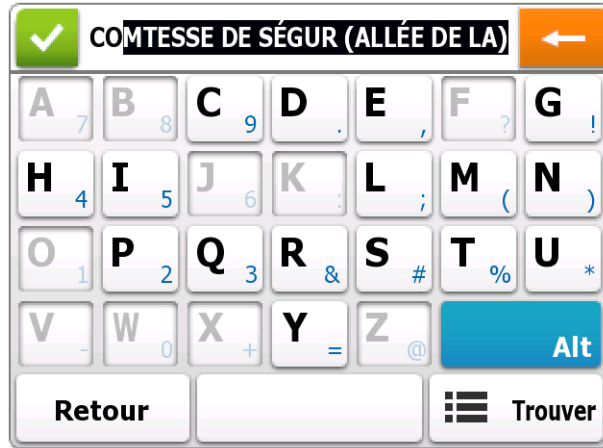 COMTESSE DE SÉGUR (ALLÉE DE LA)
A 7 B 8 C 9 D . E , F ? G !
H 4 I 5 J 6 K : L ; M ( N )
O 1 P 2 Q 3 R & S # T % U *
V - W 0 X + Y = Z @ Alt
Retour Trouver